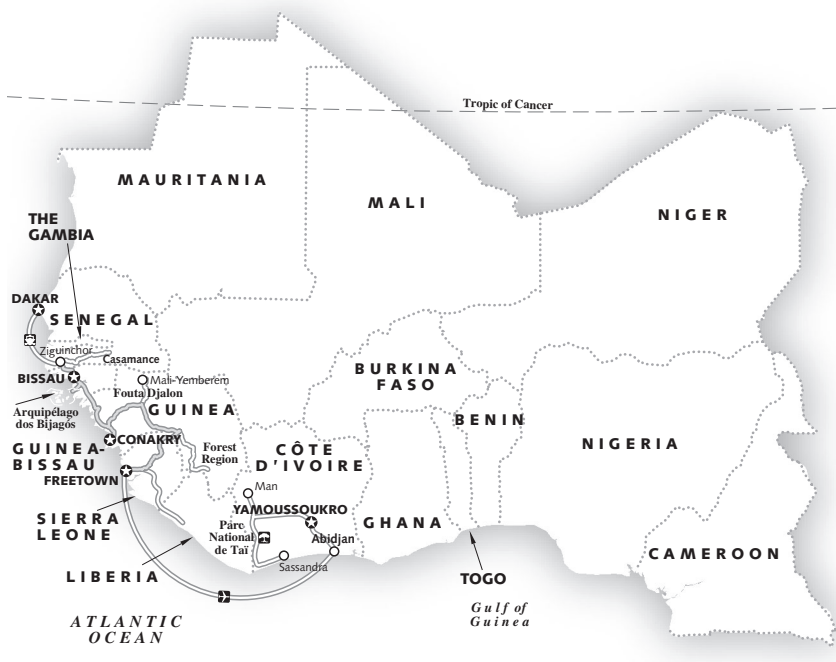 Tropic of Cancer
MAURITANIA
MALI
NIGER
THE
GAMBIA
DAKAR
SENEGAL
Ziguinchor
Casamance
BISSAU
Mali-Yemberem
Fouta Djalon
Arquipélago
dos Bijagós
GUINEA
BURKINA
FASO
BENIN
NIGERIA
GUINEA-
BISSAU
CONAKRY
Forest
Region
CÔTE
D'IVOIRE
FREETOWN
Man
SIERRA
LEONE
YAMOUSSOUKRO
Parc
National
de Taï
GHANA
Abidjan
Sassandra
LIBERIA
TOGO
CAMEROON
Gulf of
Guinea
ATLANTIC
OCEAN